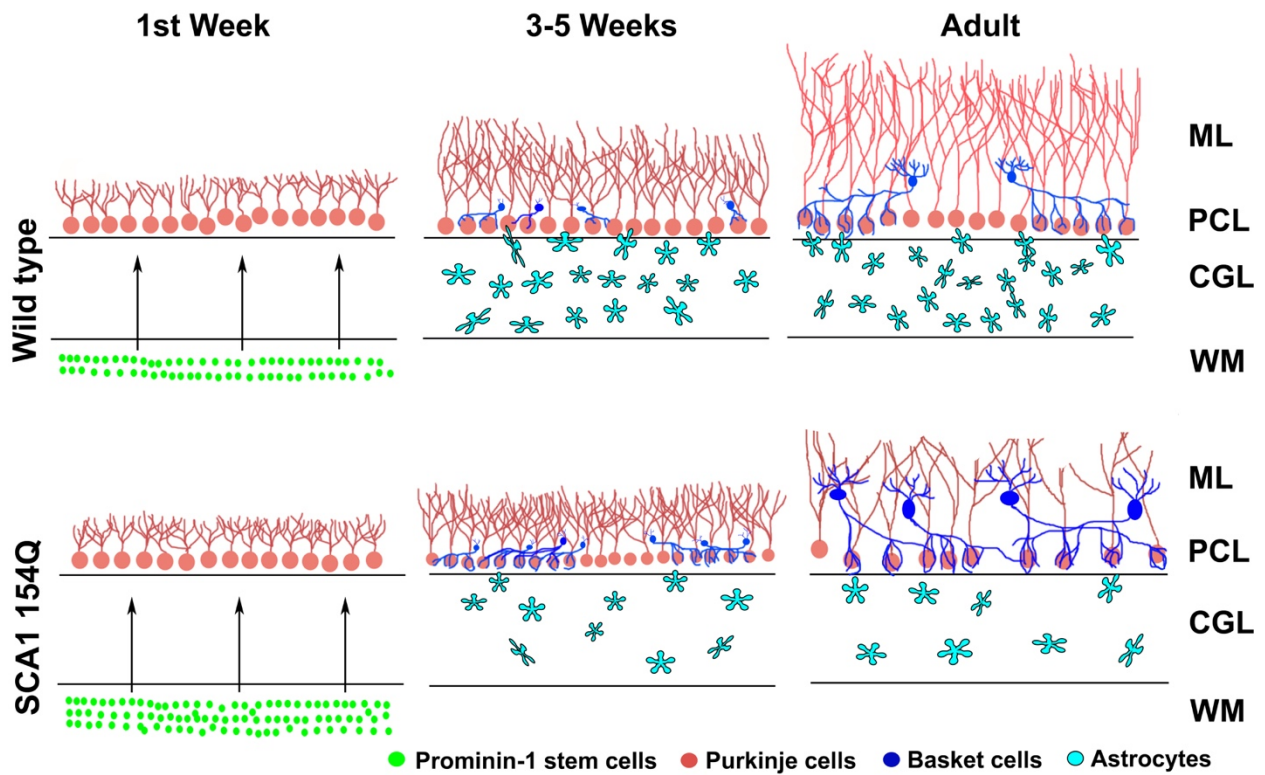 1st Week
3-5 Weeks
Adult
Wild type
ML
PCL
CGL
WM
SCA1 154Q
ML
PCL
CGL
WM
Prominin-1 stem cells
Purkinje cells
Basket cells
Astrocytes